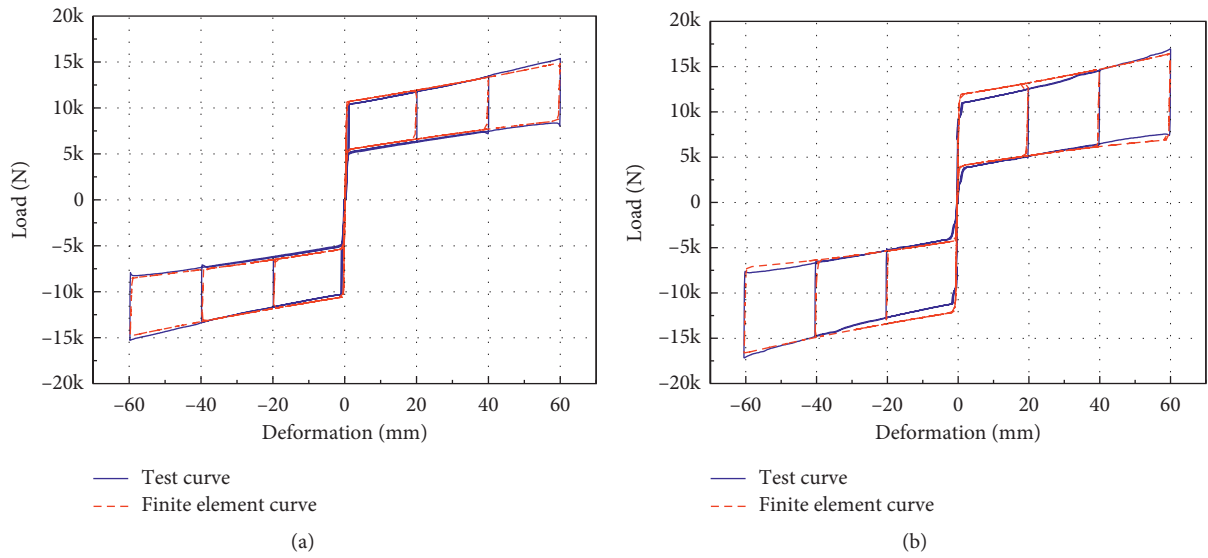 20k
15k
10k
5k
0
–5k
–10k
–15k
–20k
Load (N)
–60 –40 –20 0 20 40 60
Deformation (mm)
Test curve
Finite element curve
(a)
20k
15k
10k
5k
0
–5k
–10k
–15k
–20k
Load (N)
–60 –40 –20 0 20 40 60
Deformation (mm)
Test curve
Finite element curve
(b)